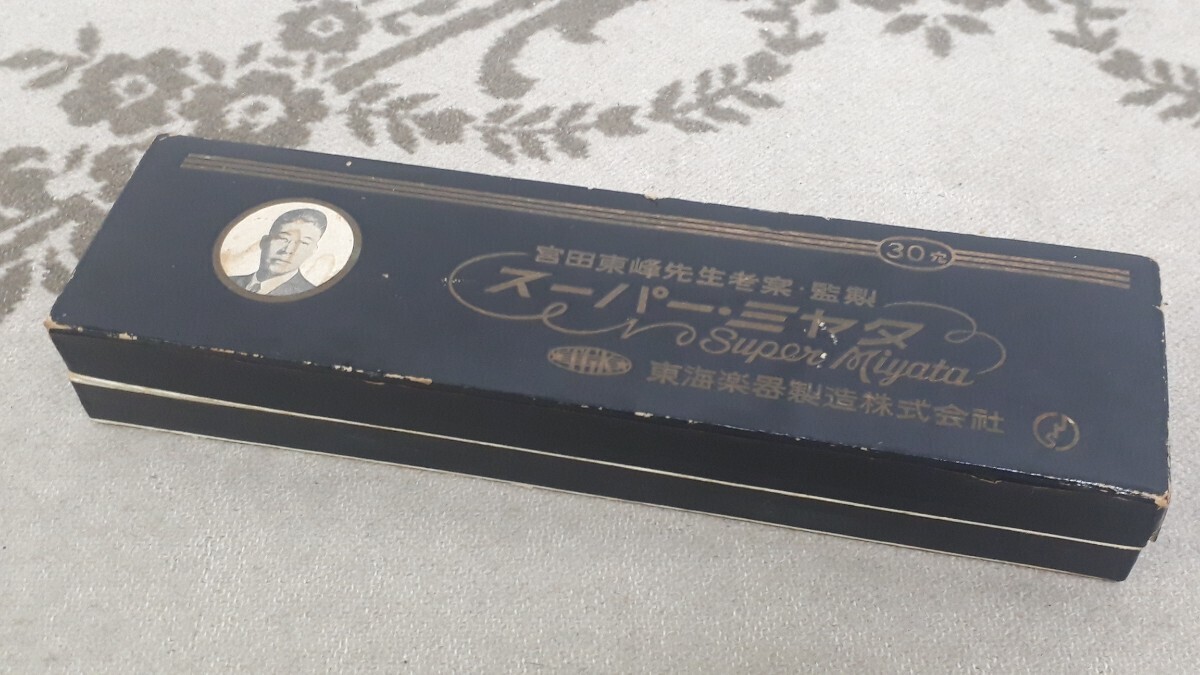 30穴
宮田東峰先生考案・監製
スーパー・ミヤタ
Super Miyata
TGK 東海楽器製造株式会社